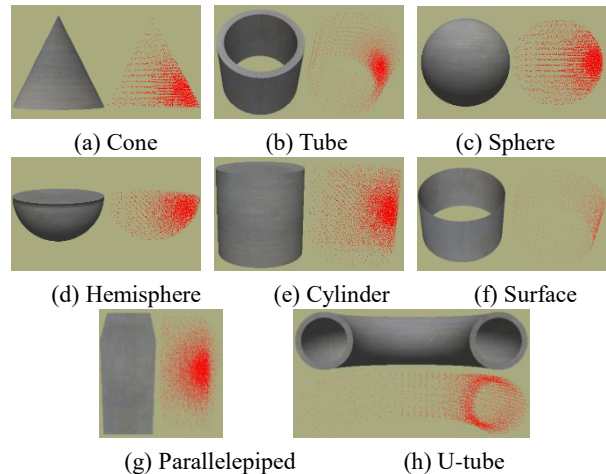 (a) Cone (b) Tube (c) Sphere
(d) Hemisphere (e) Cylinder (f) Surface
(g) Parallelepiped (h) U-tube